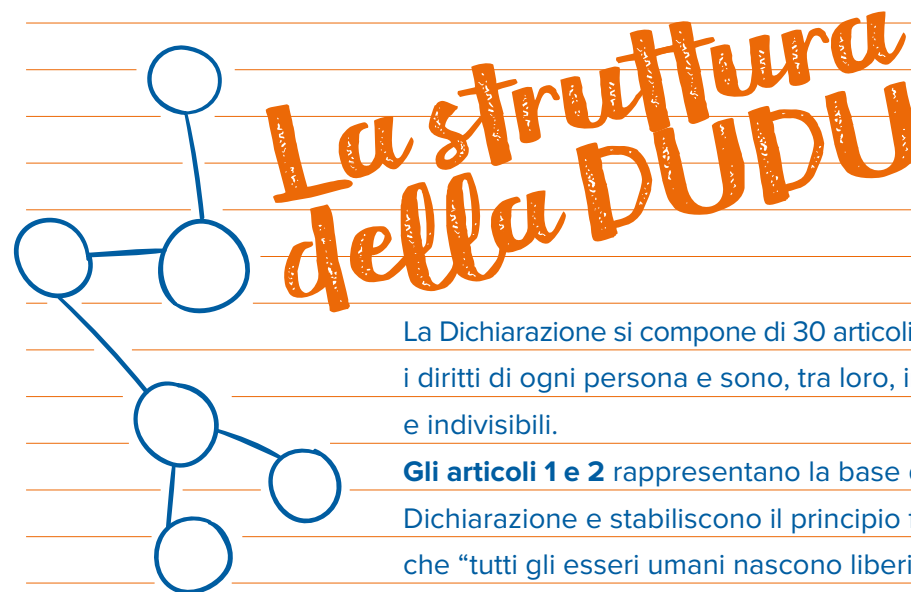 La struttura
della DUDU
La Dichiarazione si compone di 30 articoli
i diritti di ogni persona e sono, tra loro, i
e indivisibili.
Gli articoli 1 e 2 rappresentano la base
Dichiarazione e stabiliscono il principio
che “tutti gli esseri umani nascono liberi